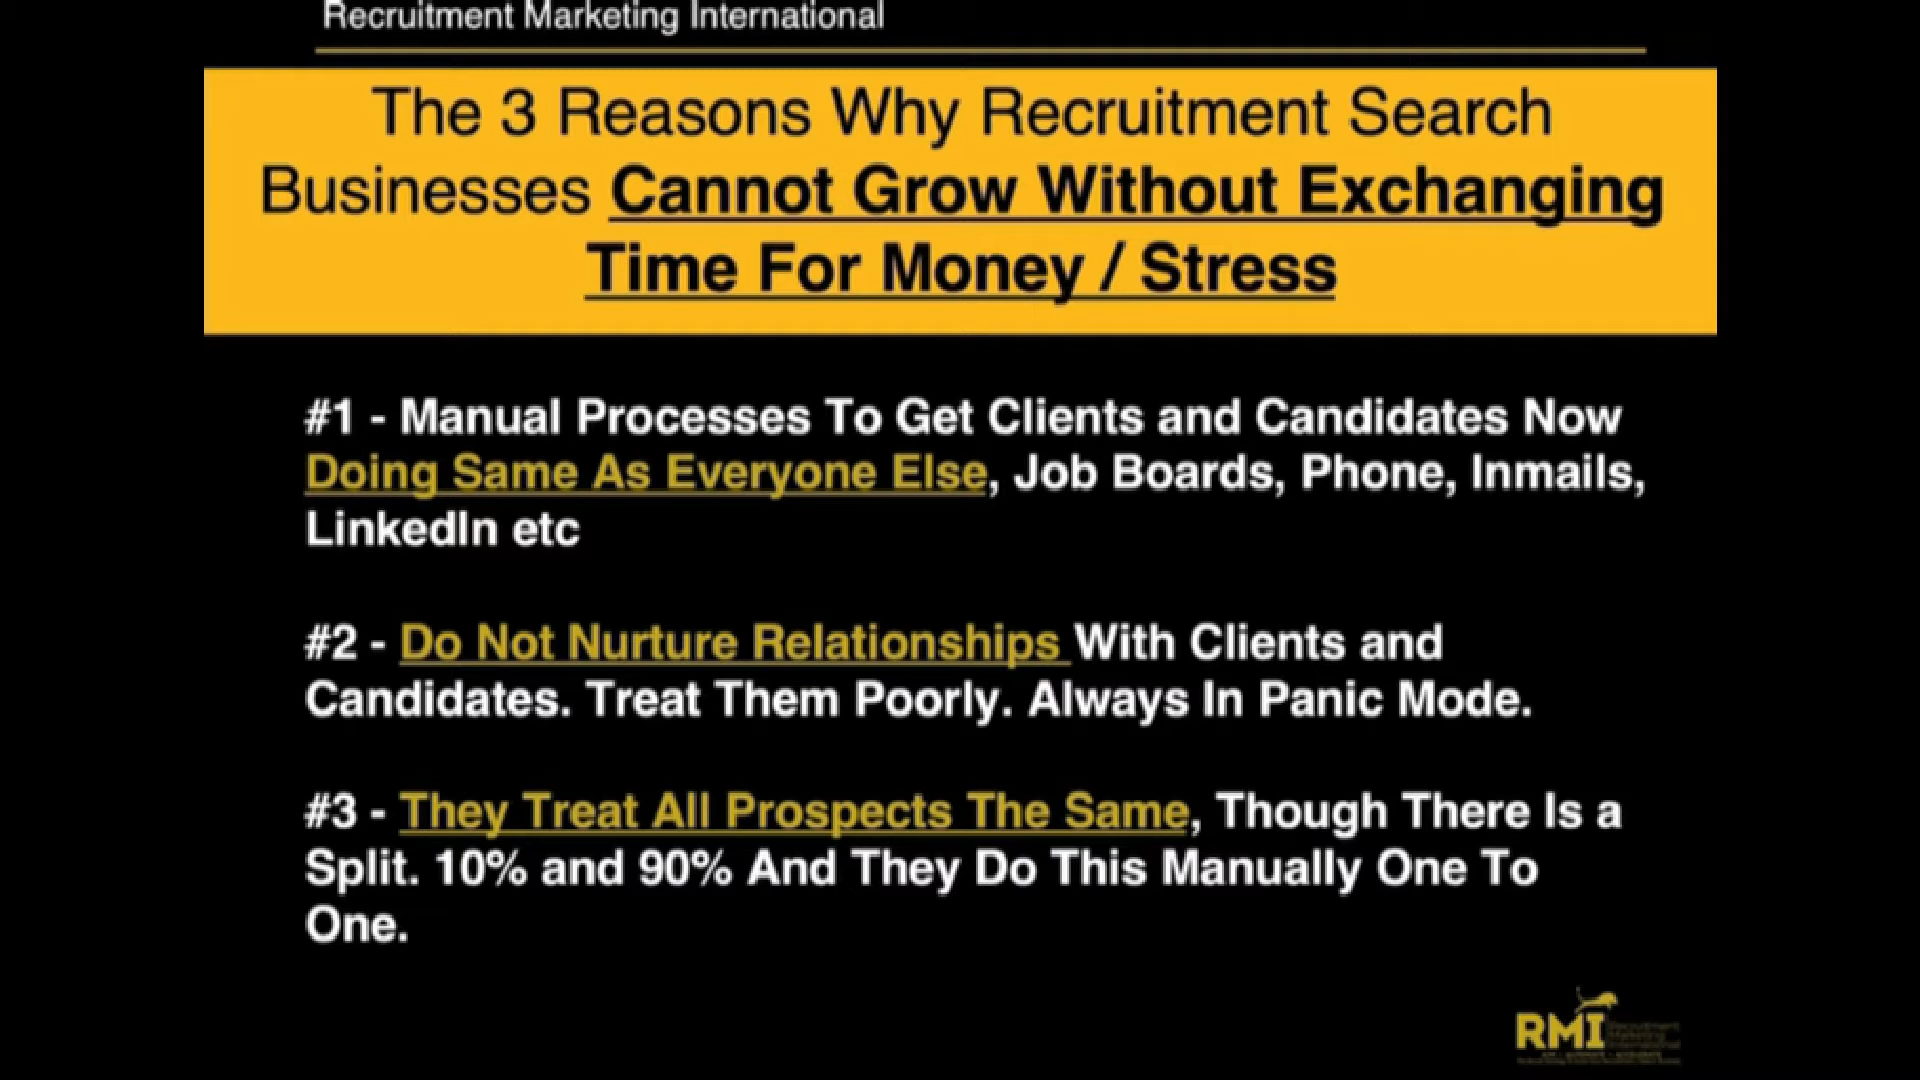 Recruitment Marketing International
The 3 Reasons Why Recruitment Search
Businesses Cannot Grow Without Exchanging
Time For Money / Stress
#1 - Manual Processes To Get Clients and Candidates Now
Doing Same As Everyone Else, Job Boards, Phone, Inmails,
LinkedIn etc
#2 - Do Not Nurture Relationships With Clients and
Candidates. Treat Them Poorly. Always In Panic Mode.
#3 - They Treat All Prospects The Same, Though There Is a
Split. 10% and 90% And They Do This Manually One To
One.
RMI
Recruitment
Marketing
International